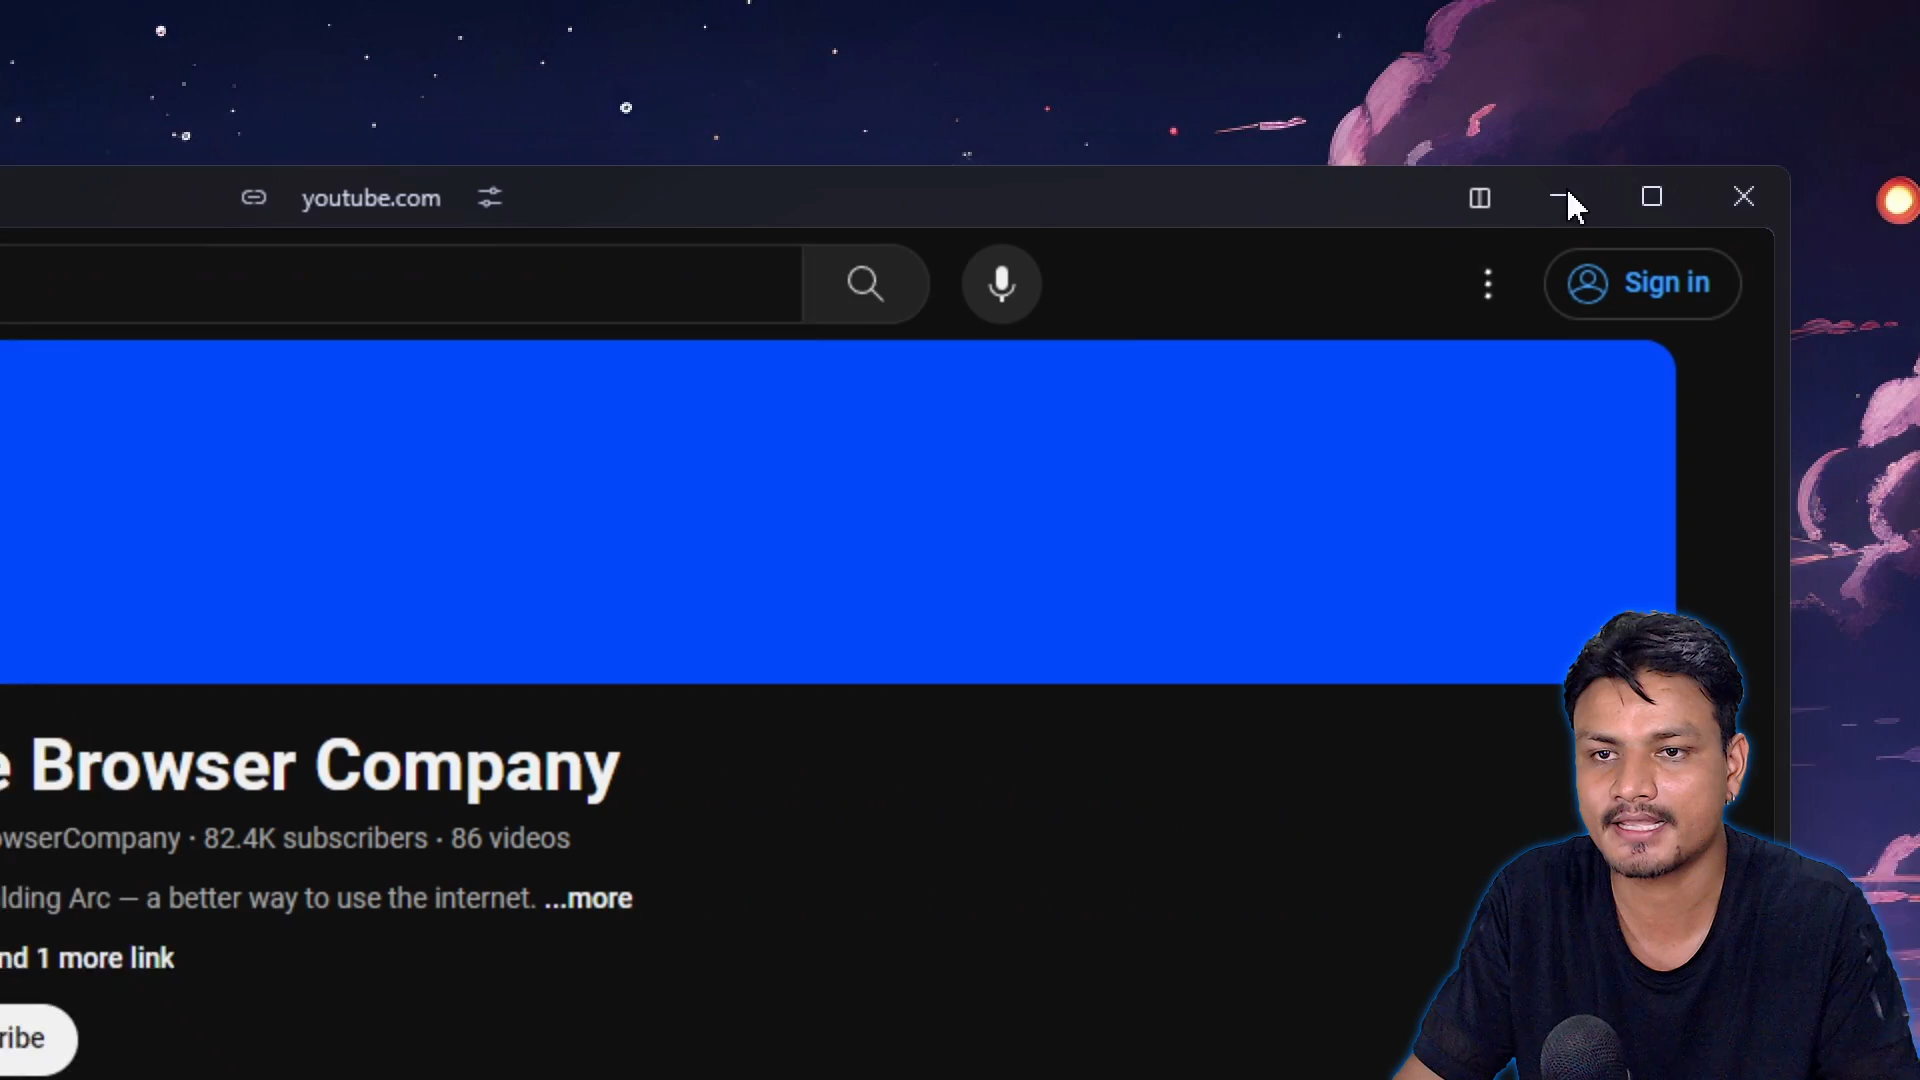 youtube.com
Sign in
e Browser Company
owserCompany · 82.4K subscribers · 86 videos
lding Arc — a better way to use the internet. ...more
nd 1 more link
ribe